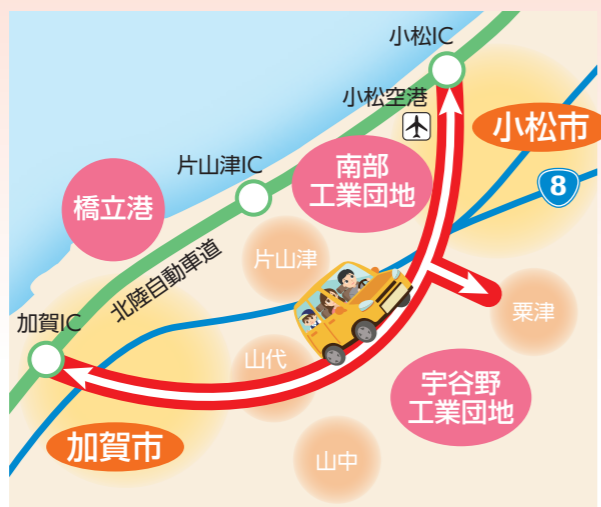 小松IC
小松空港
小松市
片山津IC
南部
工業団地
8
橋立港
片山津
北陸自動車道
粟津
加賀IC
山代
宇谷野
工業団地
加賀市
山中